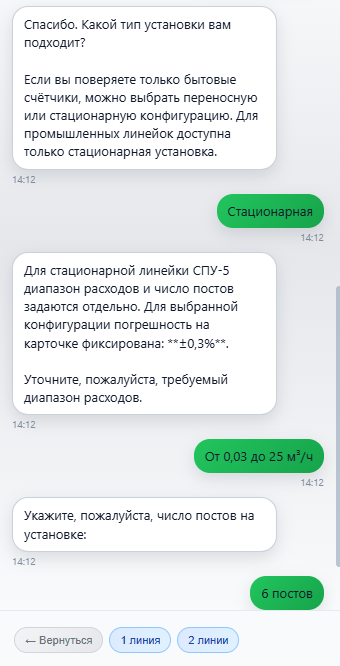 Спасибо. Какой тип установки вам
подходит?
Если вы поверяете только бытовые
счётчики, можно выбрать переносную
или стационарную конфигурацию. Для
промышленных линеек доступна
только стационарная установка.
14:12
Стационарная
14:12
Для стационарной линейки СПУ-5
диапазон расходов и число постов
задаются отдельно. Для выбранной
конфигурации погрешность на
карточке фиксирована: **±0,3%**.
Уточните, пожалуйста, требуемый
диапазон расходов.
14:12
От 0,03 до 25 м³/ч
14:12
Укажите, пожалуйста, число постов на
установке:
14:12
6 постов
← Вернуться
1 линия
2 линии